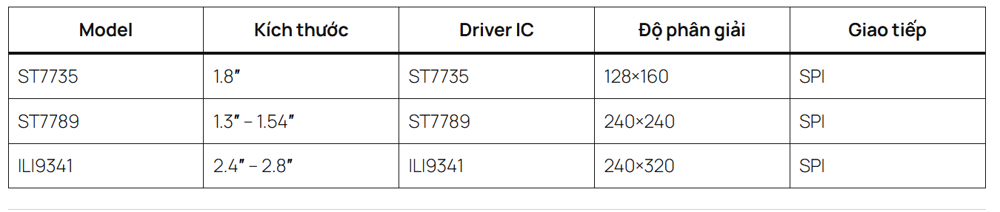 Model Kích thước Driver IC Độ phân giải Giao tiếp
ST7735 1.8″ ST7735 128×160 SPI
ST7789 1.3″ – 1.54″ ST7789 240×240 SPI
ILI9341 2.4″ – 2.8″ ILI9341 240×320 SPI